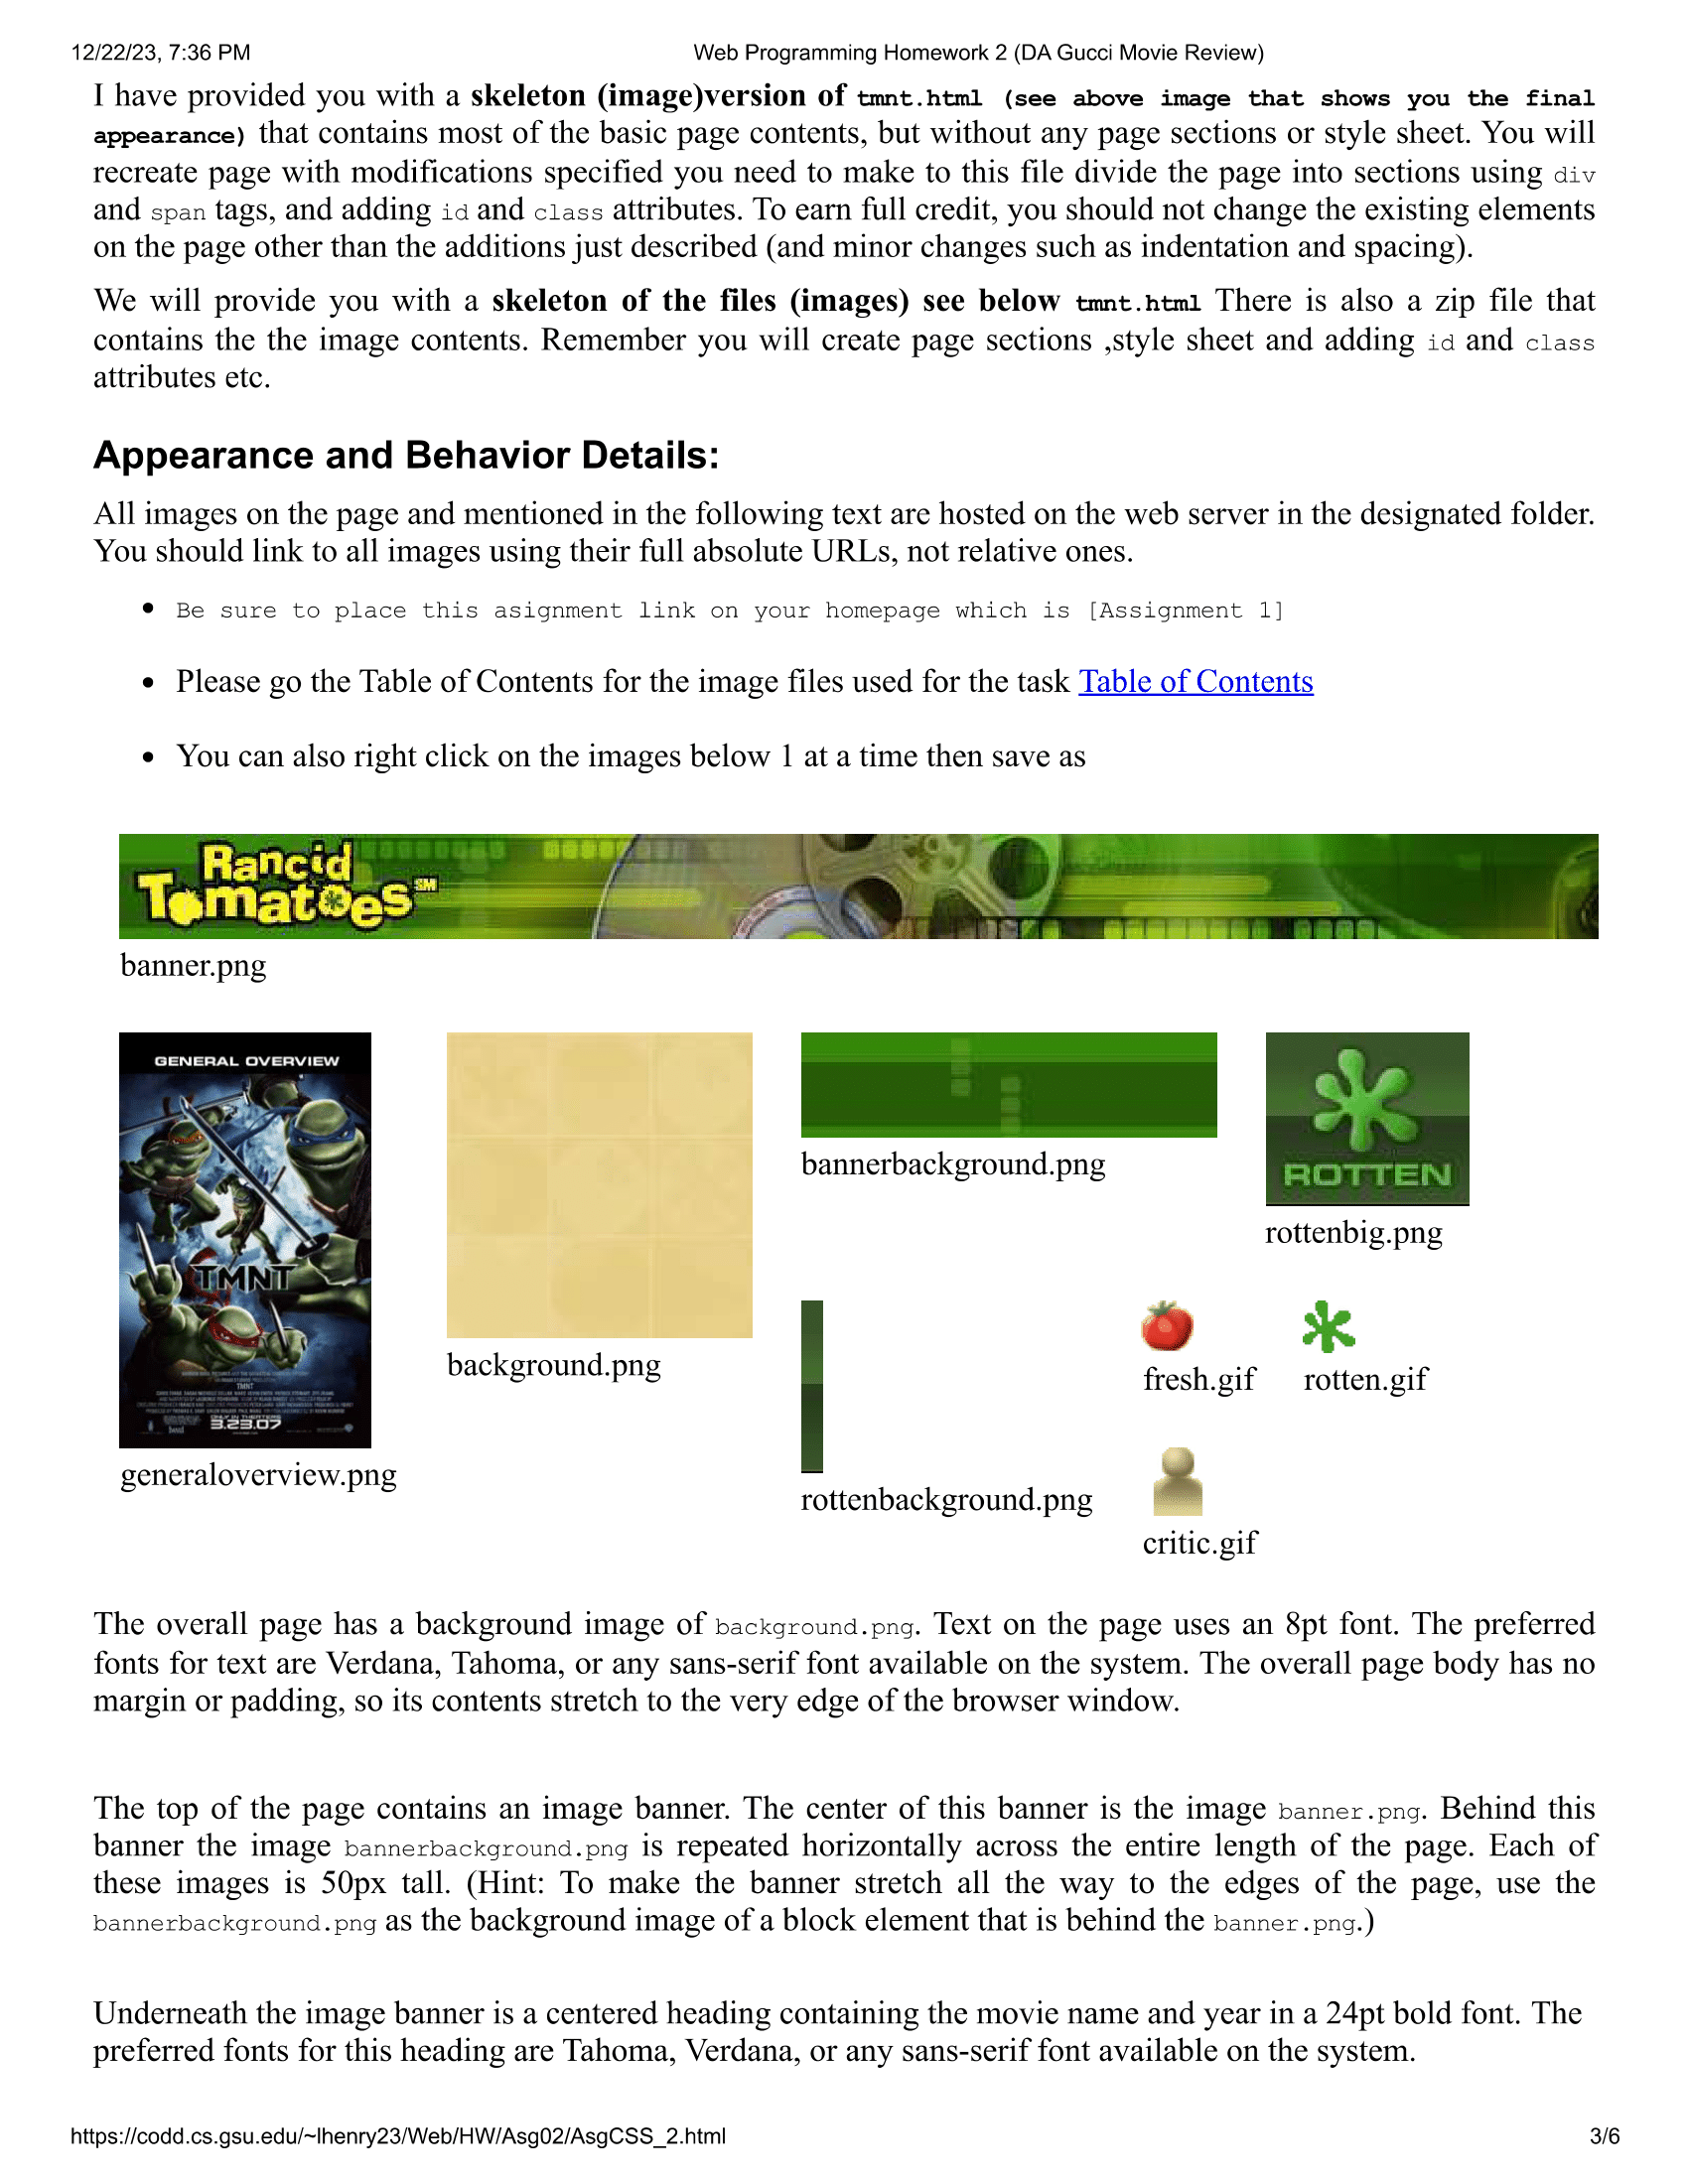 12/22/23, 7:36 PM
Web Programming Homework 2 (DA Gucci Movie Review)
I have provided you with a skeleton (image)version of tmnt.html (see above image that shows you the final
appearance) that contains most of the basic page contents, but without any page sections or style sheet. You will
recreate page with modifications specified you need to make to this file divide the page into sections using div
and span tags, and adding id and class attributes. To earn full credit, you should not change the existing elements
on the page other than the additions just described (and minor changes such as indentation and spacing).
We will provide you with a skeleton of the files (images) see below tmnt.html There is also a zip file that
contains the the image contents. Remember you will create page sections ,style sheet and adding id and class
attributes etc.
Appearance and Behavior Details:
All images on the page and mentioned in the following text are hosted on the web server in the designated folder.
You should link to all images using their full absolute URLs, not relative ones.
• Be sure to place this asignment link on your homepage which is [Assignment 1]
• Please go the Table of Contents for the image files used for the task Table of Contents
• You can also right click on the images below 1 at a time then save as
Rancid
Tomatoes SM
banner.png
GENERAL OVERVIEW
TMNT
TMNT
ONLY IN THEATERS
3.23.07
generaloverview.png
background.png
bannerbackground.png
ROTTEN
rottenbig.png
rottenbackground.png
fresh.gif
rotten.gif
critic.gif
The overall page has a background image of background.png. Text on the page uses an 8pt font. The preferred
fonts for text are Verdana, Tahoma, or any sans-serif font available on the system. The overall page body has no
margin or padding, so its contents stretch to the very edge of the browser window.
The top of the page contains an image banner. The center of this banner is the image banner.png. Behind this
banner the image bannerbackground.png is repeated horizontally across the entire length of the page. Each of
these images is 50px tall. (Hint: To make the banner stretch all the way to the edges of the page, use the
bannerbackground.png as the background image of a block element that is behind the banner.png.)
Underneath the image banner is a centered heading containing the movie name and year in a 24pt bold font. The
preferred fonts for this heading are Tahoma, Verdana, or any sans-serif font available on the system.
https://codd.cs.gsu.edu/~lhenry23/Web/HW/Asg02/AsgCSS_2.html
3/6